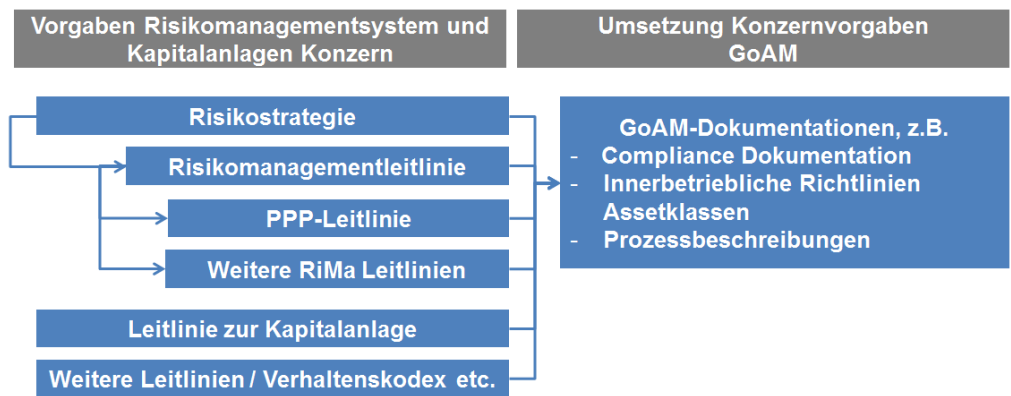 Vorgaben Risikomanagementsystem und
Kapitalanlagen Konzern
Umsetzung Konzernvorgaben
GoAM
Risikostrategie
Risikomanagementleitlinie
PPP-Leitlinie
Weitere RiMa Leitlinien
Leitlinie zur Kapitalanlage
Weitere Leitlinien / Verhaltenskodex etc.
GoAM-Dokumentationen, z.B.
- Compliance Dokumentation
- Innerbetriebliche Richtlinien
Assetklassen
- Prozessbeschreibungen